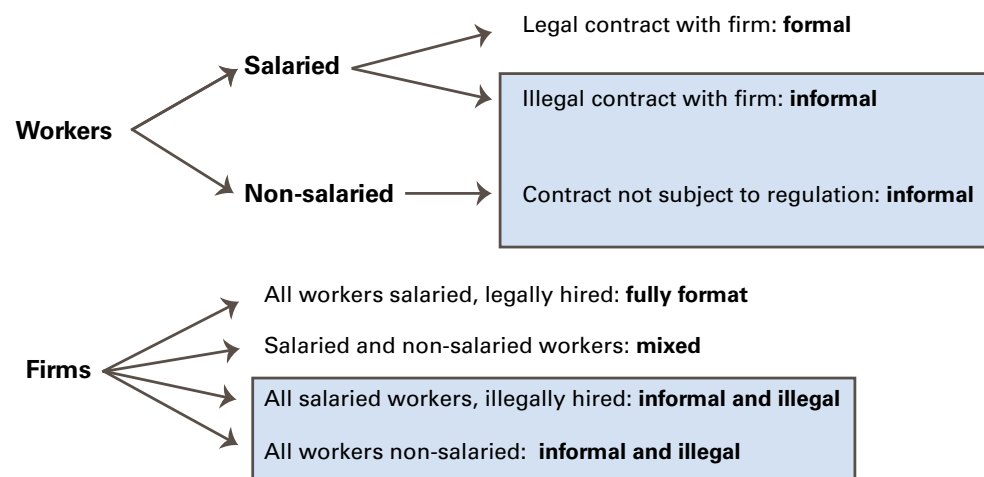 Legal contract with firm: formal
Salaried
Illegal contract with firm: informal
Workers
Non-salaried
Contract not subject to regulation: informal
All workers salaried, legally hired: fully format
Salaried and non-salaried workers: mixed
Firms
All salaried workers, illegally hired: informal and illegal
All workers non-salaried: informal and illegal